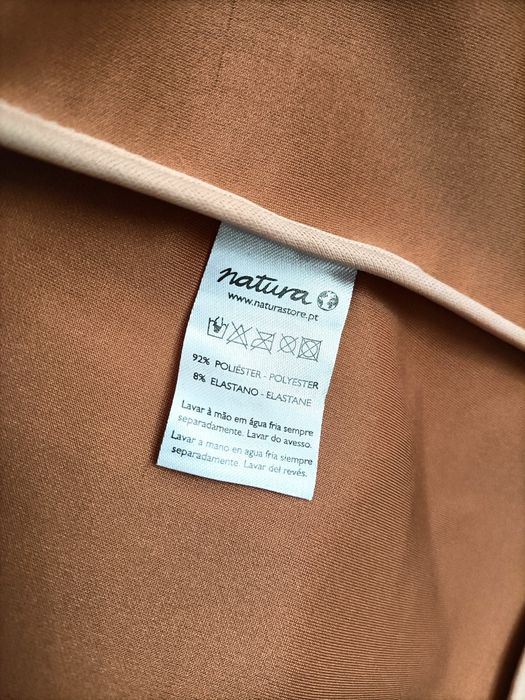 natura
www.naturastore.pt
92% POLIÉSTER - POLYESTER
8% ELASTANO - ELASTANE
Lavar à mão em água fria sempre
separadamente. Lavar do avesso.
Lavar a mano en agua fría siempre
separadamente. Lavar del revés.